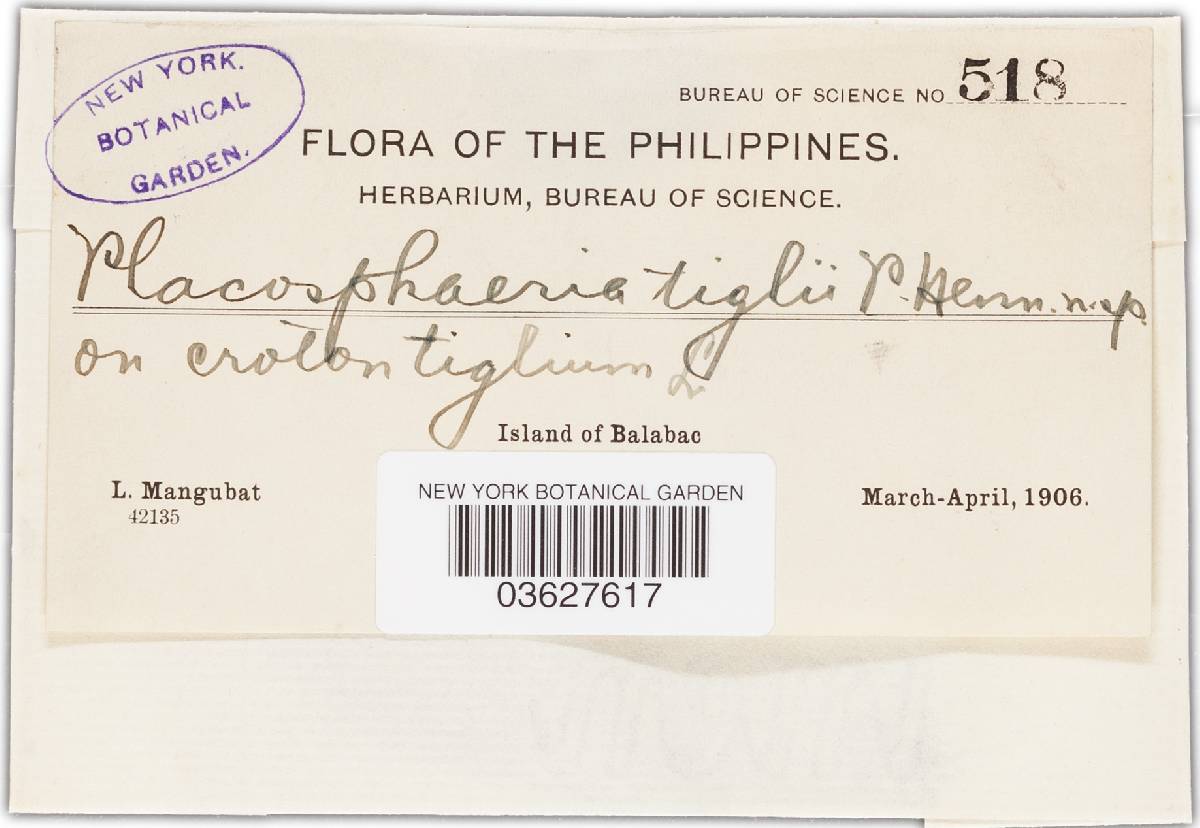 NEW YORK.
BOTANICAL
GARDEN.
BUREAU OF SCIENCE NO 518
FLORA OF THE PHILIPPINES.
HERBARIUM, BUREAU OF SCIENCE.
Placosphaeria tiglii P. Henn. n. sp.
on croton tiglium L
Island of Balabac
L. Mangubat
March-April, 1906.
42135
NEW YORK BOTANICAL GARDEN
03627617